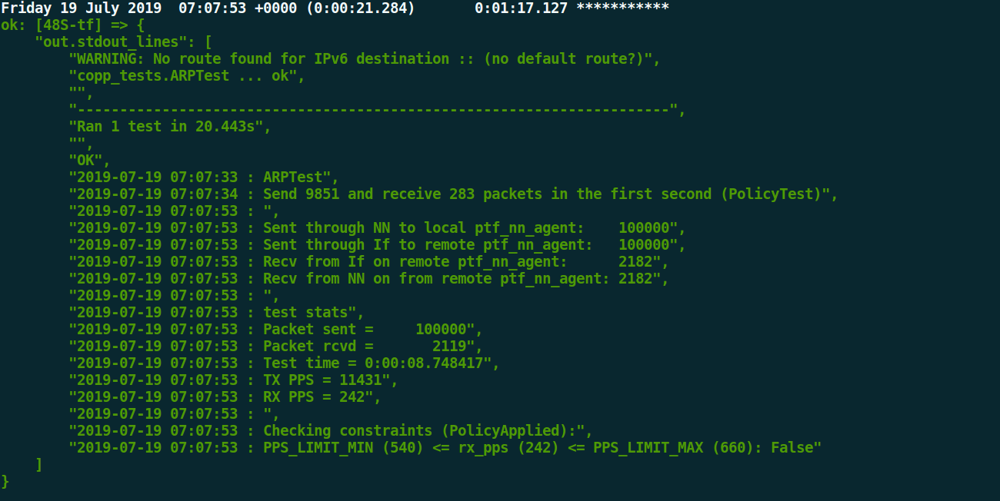 Friday 19 July 2019  07:07:53 +0000 (0:00:21.284)       0:01:17.127 ***********
ok: [48S-tf] => {
    "out.stdout_lines": [
        "WARNING: No route found for IPv6 destination :: (no default route?)",
        "copp_tests.ARPTest ... ok",
        "",
        "----------------------------------------------------------------------",
        "Ran 1 test in 20.443s",
        "",
        "OK",
        "2019-07-19 07:07:33 : ARPTest",
        "2019-07-19 07:07:34 : Send 9851 and receive 283 packets in the first second (PolicyTest)",
        "2019-07-19 07:07:53 : ",
        "2019-07-19 07:07:53 : Sent through NN to local ptf_nn_agent:    100000",
        "2019-07-19 07:07:53 : Sent through If to remote ptf_nn_agent:   100000",
        "2019-07-19 07:07:53 : Recv from If on remote ptf_nn_agent:      2182",
        "2019-07-19 07:07:53 : Recv from NN on from remote ptf_nn_agent: 2182",
        "2019-07-19 07:07:53 : ",
        "2019-07-19 07:07:53 : test stats",
        "2019-07-19 07:07:53 : Packet sent =     100000",
        "2019-07-19 07:07:53 : Packet rcvd =       2119",
        "2019-07-19 07:07:53 : Test time = 0:00:08.748417",
        "2019-07-19 07:07:53 : TX PPS = 11431",
        "2019-07-19 07:07:53 : RX PPS = 242",
        "2019-07-19 07:07:53 : ",
        "2019-07-19 07:07:53 : Checking constraints (PolicyApplied):",
        "2019-07-19 07:07:53 : PPS_LIMIT_MIN (540) <= rx_pps (242) <= PPS_LIMIT_MAX (660): False"
    ]
}